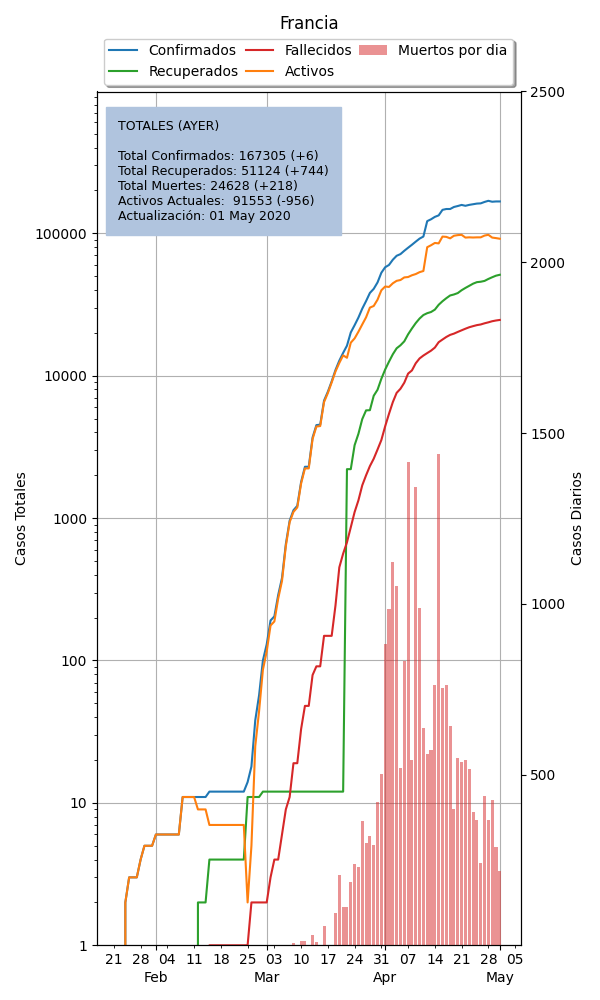 Francia
Confirmados
Recuperados
Fallecidos
Activos
Muertos por dia
TOTALES (AYER)
Total Confirmados: 167305 (+6)
Total Recuperados: 51124 (+744)
Total Muertes: 24628 (+218)
Activos Actuales:  91553 (-956)
Actualización: 01 May 2020
Casos Totales
100000
10000
1000
100
10
1
2500
2000
1500
1000
500
Casos Diarios
21 28 04 11 18 25 03 10 17 24 31 07 14 21 28 05
Feb Mar Apr May